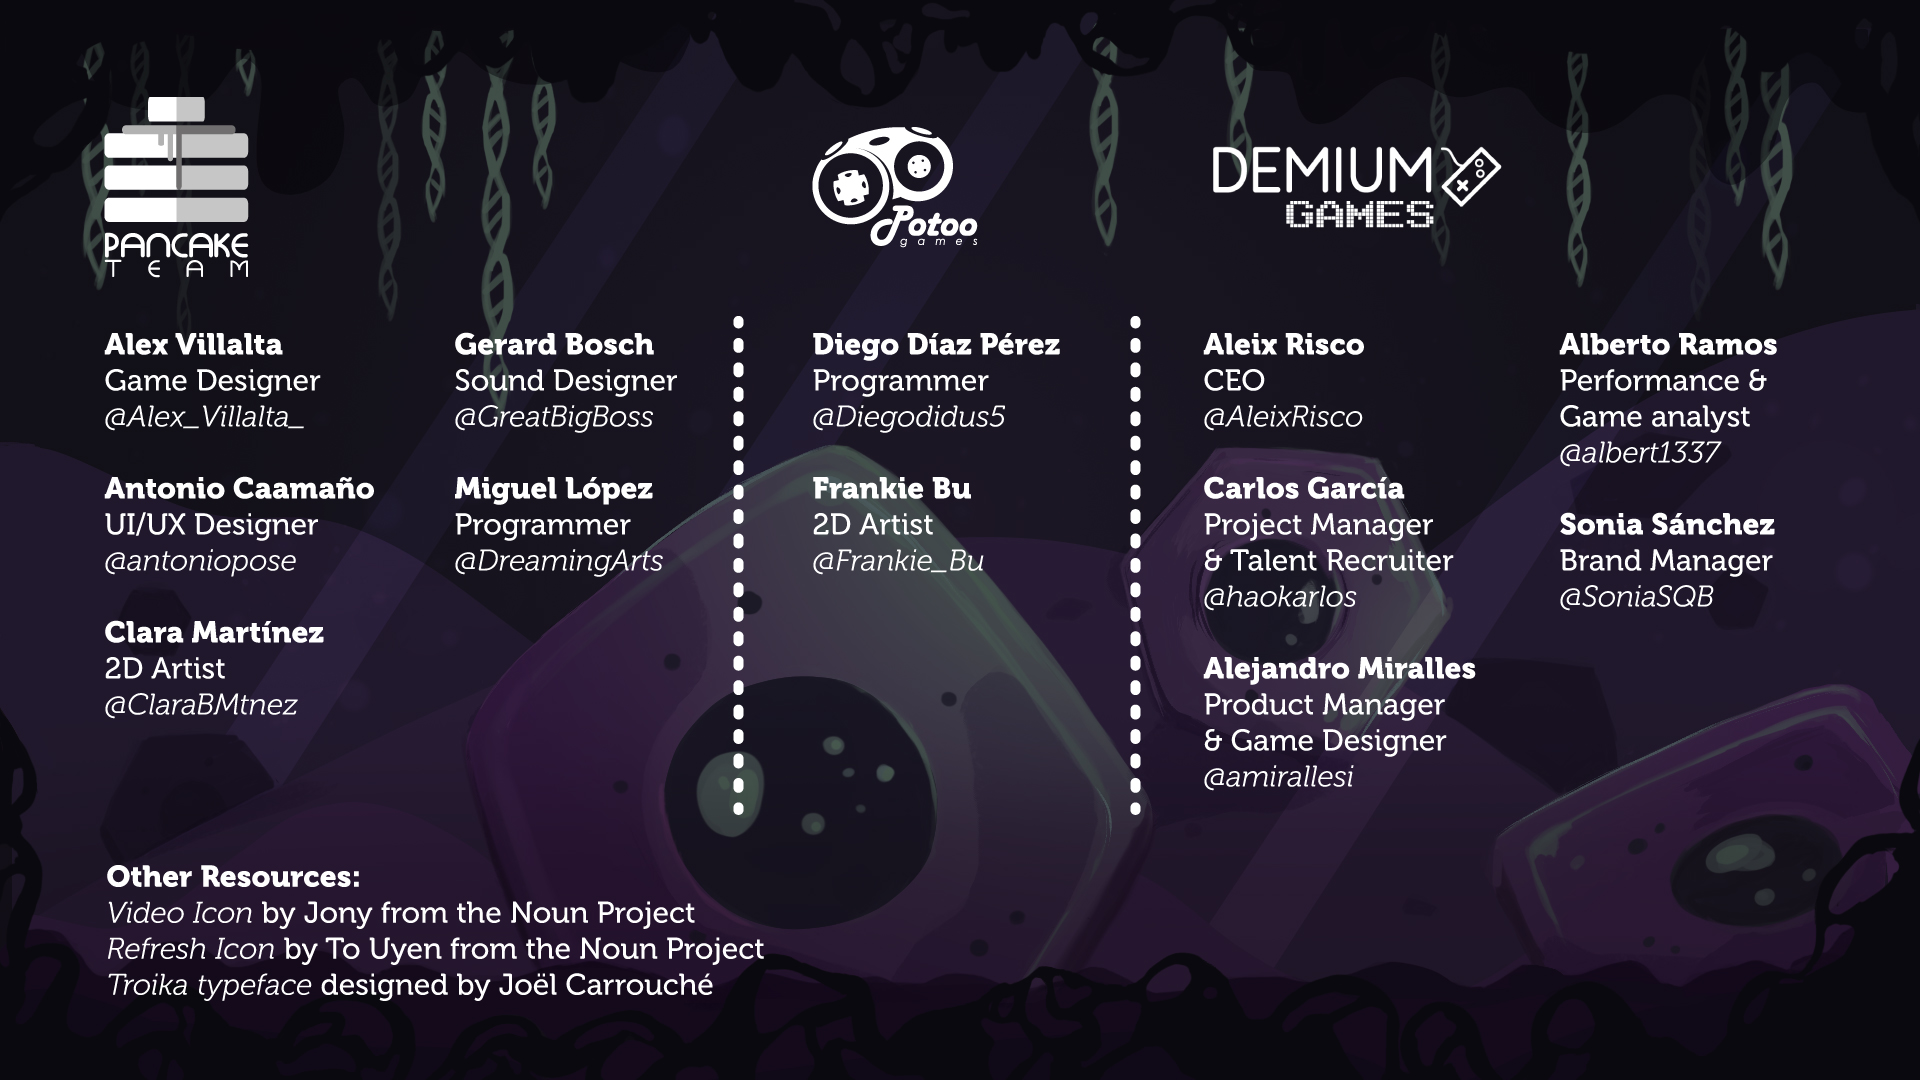 PANCAKE
TEAM
Alex Villalta
Game Designer
@Alex_Villalta_
Antonio Caamaño
UI/UX Designer
@antoniopose
Clara Martínez
2D Artist
@ClaraBMtnez
Gerard Bosch
Sound Designer
@GreatBigBoss
Miguel López
Programmer
@DreamingArts
Potoo
games
Diego Díaz Pérez
Programmer
@Diegodidus5
Frankie Bu
2D Artist
@Frankie_Bu
DEMIUM
GAMES
Aleix Risco
CEO
@AleixRisco
Carlos García
Project Manager
& Talent Recruiter
@haokarlos
Alejandro Miralles
Product Manager
& Game Designer
@amirallesi
Alberto Ramos
Performance &
Game analyst
@albert1337
Sonia Sánchez
Brand Manager
@SoniaSQB
Other Resources:
Video Icon by Jony from the Noun Project
Refresh Icon by To Uyen from the Noun Project
Troika typeface designed by Joël Carrouché